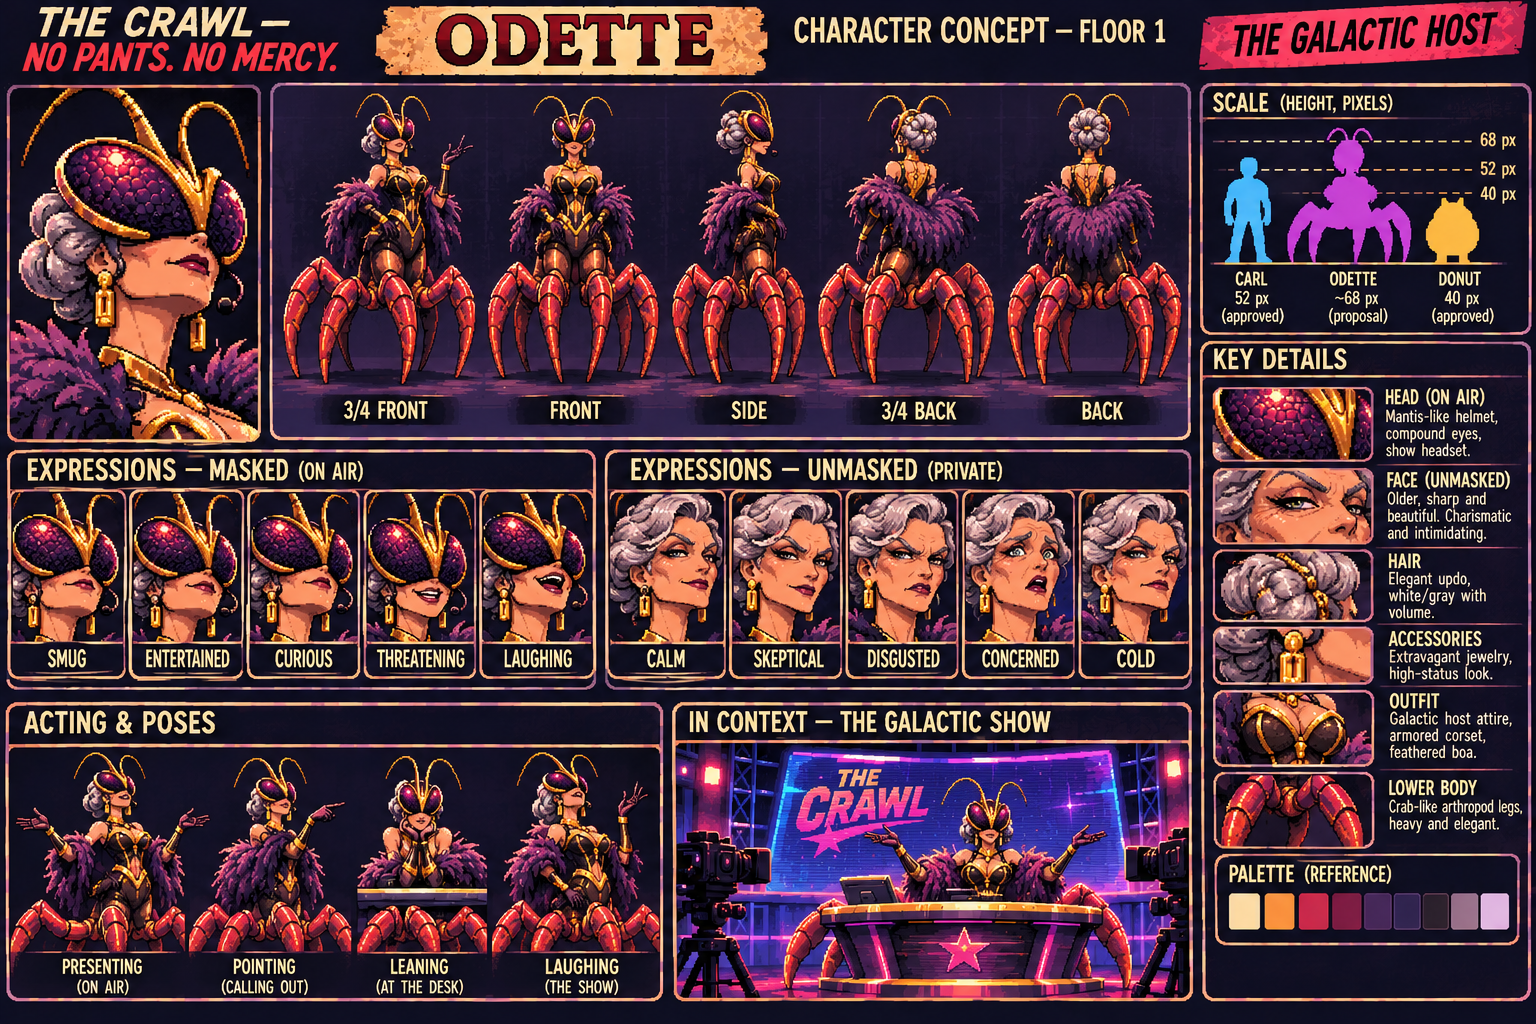 THE CRAWL —
NO PANTS. NO MERCY.
ODETTE
CHARACTER CONCEPT — FLOOR 1
THE GALACTIC HOST
3/4 FRONT
FRONT
SIDE
3/4 BACK
BACK
SCALE (HEIGHT, PIXELS)
68 px
52 px
40 px
CARL
52 px
(approved)
ODETTE
~68 px
(proposal)
DONUT
40 px
(approved)
KEY DETAILS
HEAD (ON AIR)
Mantis-like helmet,
compound eyes,
show headset.
FACE (UNMASKED)
Older, sharp and
beautiful. Charismatic
and intimidating.
HAIR
Elegant updo,
white/gray with
volume.
ACCESSORIES
Extravagant jewelry,
high-status look.
OUTFIT
Galactic host attire,
armored corset,
feathered boa.
LOWER BODY
Crab-like arthropod legs,
heavy and elegant.
PALETTE (REFERENCE)
EXPRESSIONS — MASKED (ON AIR)
SMUG
ENTERTAINED
CURIOUS
THREATENING
LAUGHING
EXPRESSIONS — UNMASKED (PRIVATE)
CALM
SKEPTICAL
DISGUSTED
CONCERNED
COLD
ACTING & POSES
PRESENTING
(ON AIR)
POINTING
(CALLING OUT)
LEANING
(AT THE DESK)
LAUGHING
(THE SHOW)
IN CONTEXT — THE GALACTIC SHOW
THE
CRAWL